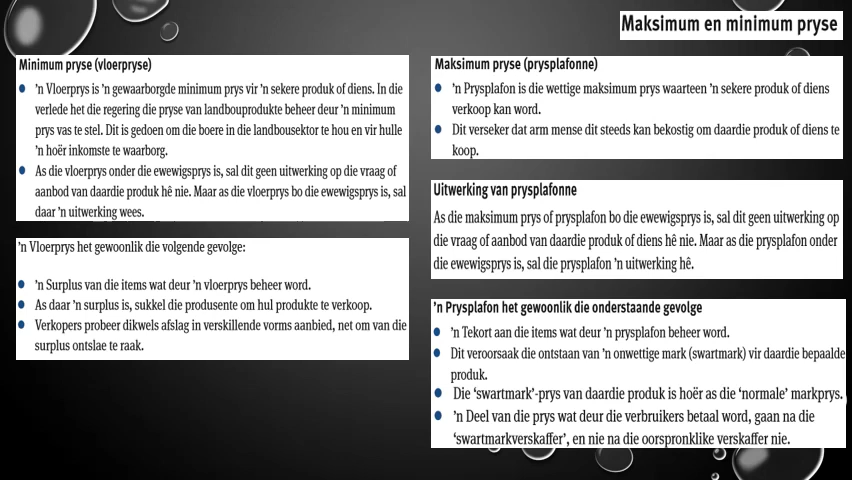 Maksimum en minimum pryse
Minimum pryse (vloerpryse)
'n Vloerprys is 'n gewaarborgde minimum prys vir 'n sekere produk of diens. In die
verlede het die regering die pryse van landbouprodukte beheer deur 'n minimum
prys vas te stel. Dit is gedoen om die boere in die landbousektor te hou en vir hulle
'n hoër inkomste te waarborg.
As die vloerprys onder die ewewigsprys is, sal dit geen uitwerking op die vraag of
aanbod van daardie produk hê nie. Maar as die vloerprys bo die ewewigsprys is, sal
daar 'n uitwerking wees.
'n Vloerprys het gewoonlik die volgende gevolge:
'n Surplus van die items wat deur 'n vloerprys beheer word.
As daar 'n surplus is, sukkel die produsente om hul produkte te verkoop.
Verkopers probeer dikwels afslag in verskillende vorms aanbied, net om van die
surplus ontslae te raak.
Maksimum pryse (prysplafonne)
'n Prysplafon is die wettige maksimum prys waarteen 'n sekere produk of diens
verkoop kan word.
Dit verseker dat arm mense dit steeds kan bekostig om daardie produk of diens te
koop.
Uitwerking van prysplafonne
As die maksimum prys of prysplafon bo die ewewigsprys is, sal dit geen uitwerking op
die vraag of aanbod van daardie produk of diens hê nie. Maar as die prysplafon onder
die ewewigsprys is, sal die prysplafon 'n uitwerking hê.
'n Prysplafon het gewoonlik die onderstaande gevolge
'n Tekort aan die items wat deur 'n prysplafon beheer word.
Dit veroorsaak die ontstaan van 'n onwettige mark (swartmark) vir daardie bepaalde
produk.
Die 'swartmark'-prys van daardie produk is hoër as die 'normale' markprys.
'n Deel van die prys wat deur die verbruikers betaal word, gaan na die
'swartmarkverskaffer', en nie na die oorspronklike verskaffer nie.